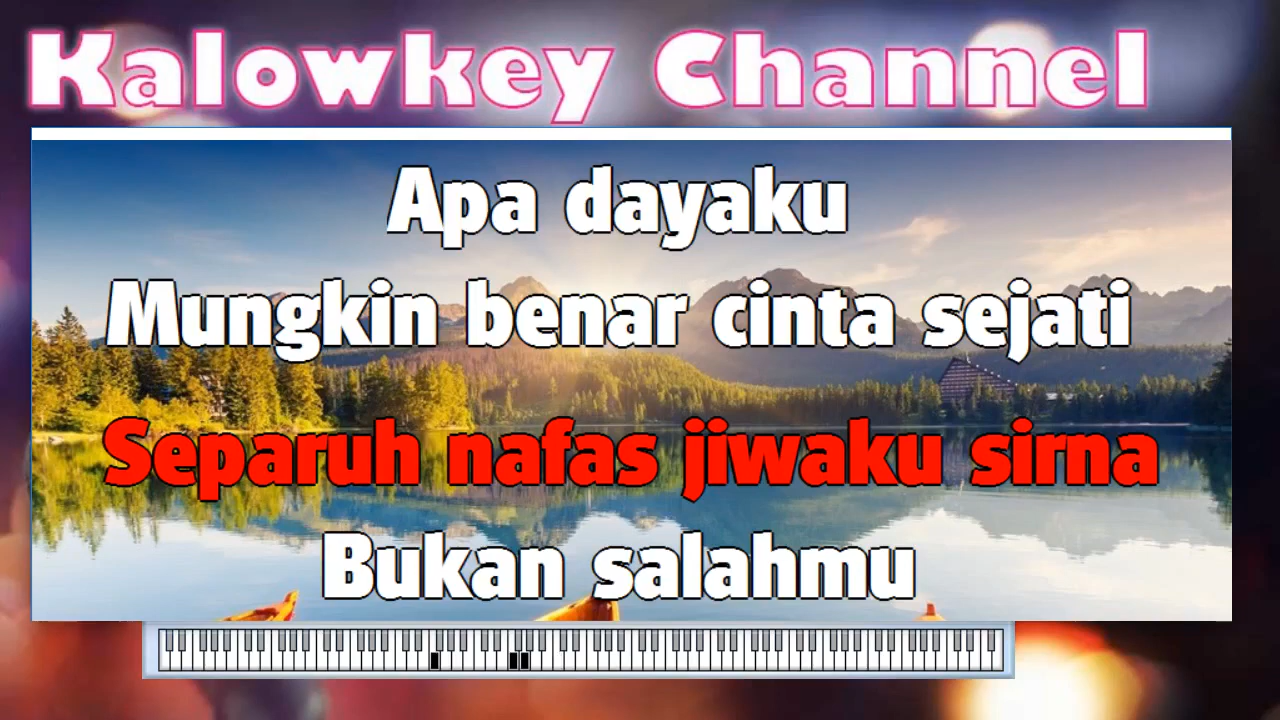 Kalowkey Channel
Apa dayaku
Mungkin benar cinta sejati
Separuh nafas jiwaku sirna
Bukan salahmu